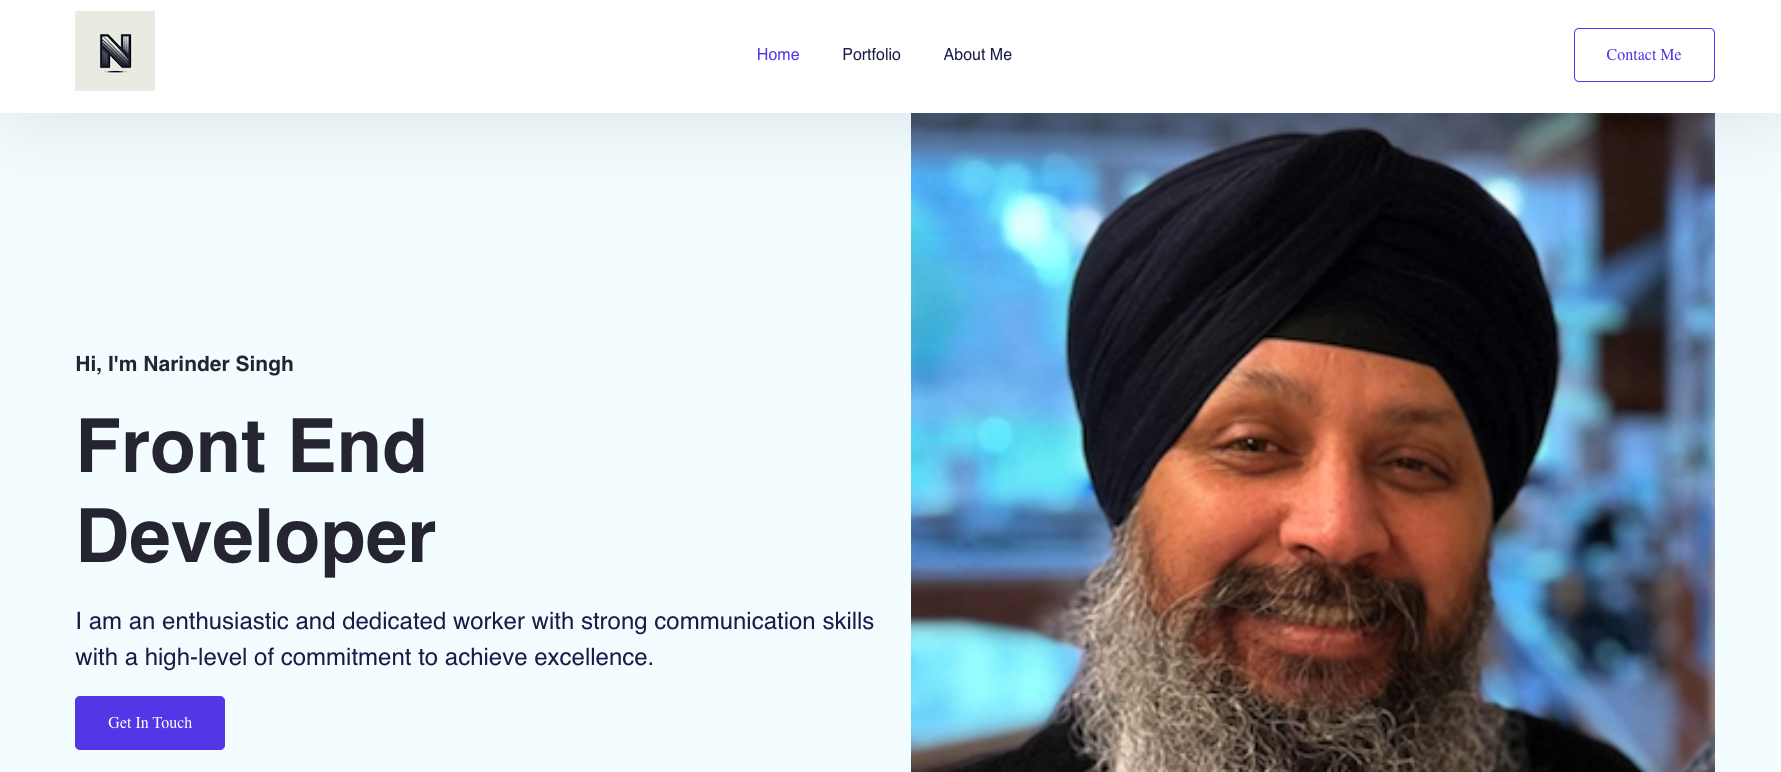 N
Home
Portfolio
About Me
Contact Me
Hi, I'm Narinder Singh
Front End
Developer
I am an enthusiastic and dedicated worker with strong communication skills
with a high-level of commitment to achieve excellence.
Get In Touch